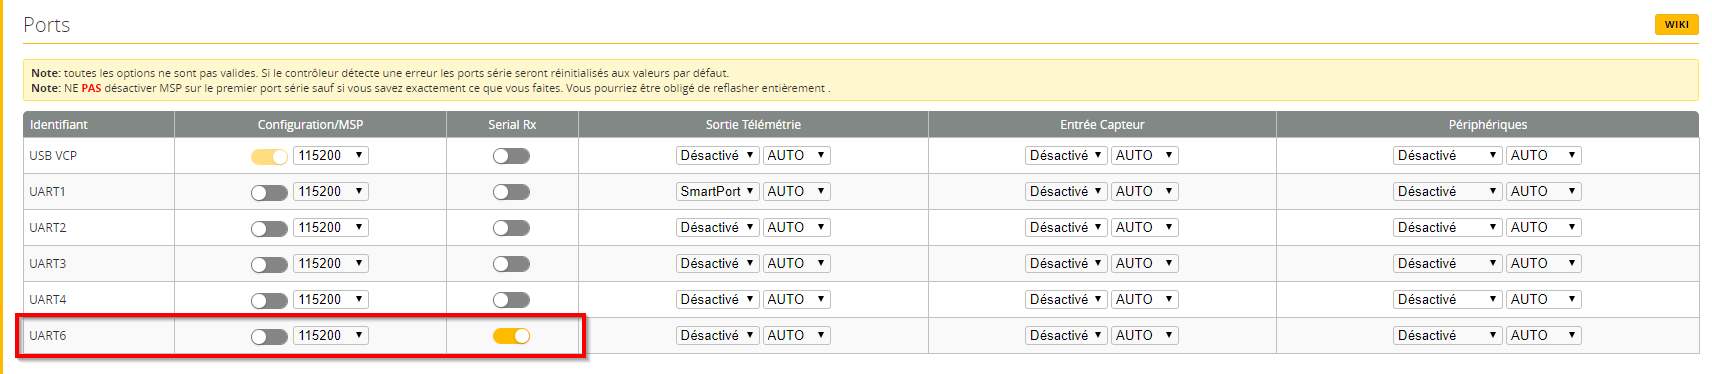 Ports
WIKI
Note: toutes les options ne sont pas valides. Si le contrôleur détecte une erreur les ports série seront réinitialisés aux valeurs par défaut.
Note: NE PAS désactiver MSP sur le premier port série sauf si vous savez exactement ce que vous faites. Vous pourriez être obligé de reflasher entièrement .
Identifiant Configuration/MSP Serial Rx Sortie Télémétrie Entrée Capteur Périphériques
USB VCP 115200 Désactivé AUTO Désactivé AUTO Désactivé AUTO
UART1 115200 SmartPort AUTO Désactivé AUTO Désactivé AUTO
UART2 115200 Désactivé AUTO Désactivé AUTO Désactivé AUTO
UART3 115200 Désactivé AUTO Désactivé AUTO Désactivé AUTO
UART4 115200 Désactivé AUTO Désactivé AUTO Désactivé AUTO
UART6 115200 Désactivé AUTO Désactivé AUTO Désactivé AUTO